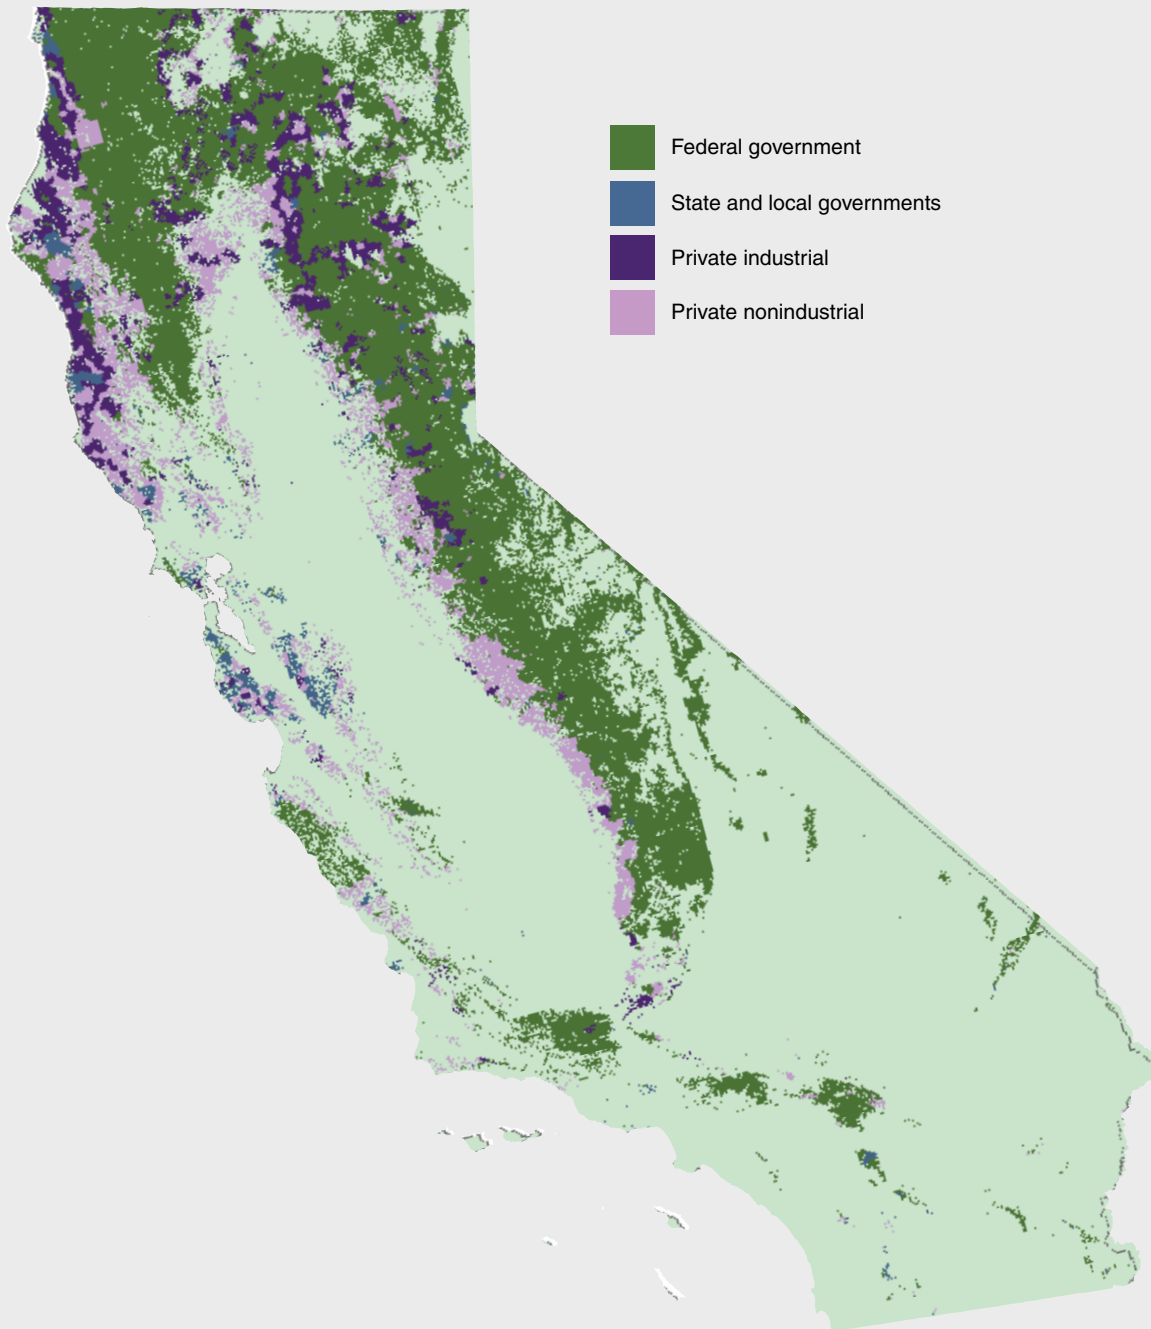 Federal government
State and local governments
Private industrial
Private nonindustrial